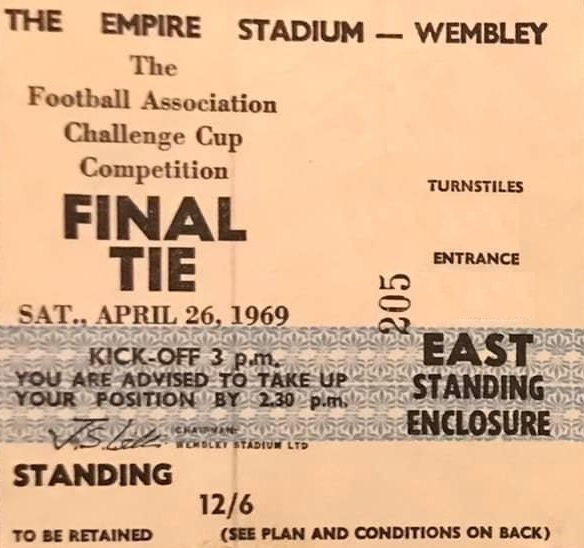 THE EMPIRE STADIUM — WEMBLEY
The
Football Association
Challenge Cup
Competition
FINAL
TIE
SAT., APRIL 26, 1969
KICK-OFF 3 p.m.
YOU ARE ADVISED TO TAKE UP
YOUR POSITION BY 2.30 p.m.
CHAIRMAN:
WEMBLEY STADIUM LTD
STANDING
12/6
TO BE RETAINED
(SEE PLAN AND CONDITIONS ON BACK)
TURNSTILES
ENTRANCE
205
EAST
STANDING
ENCLOSURE